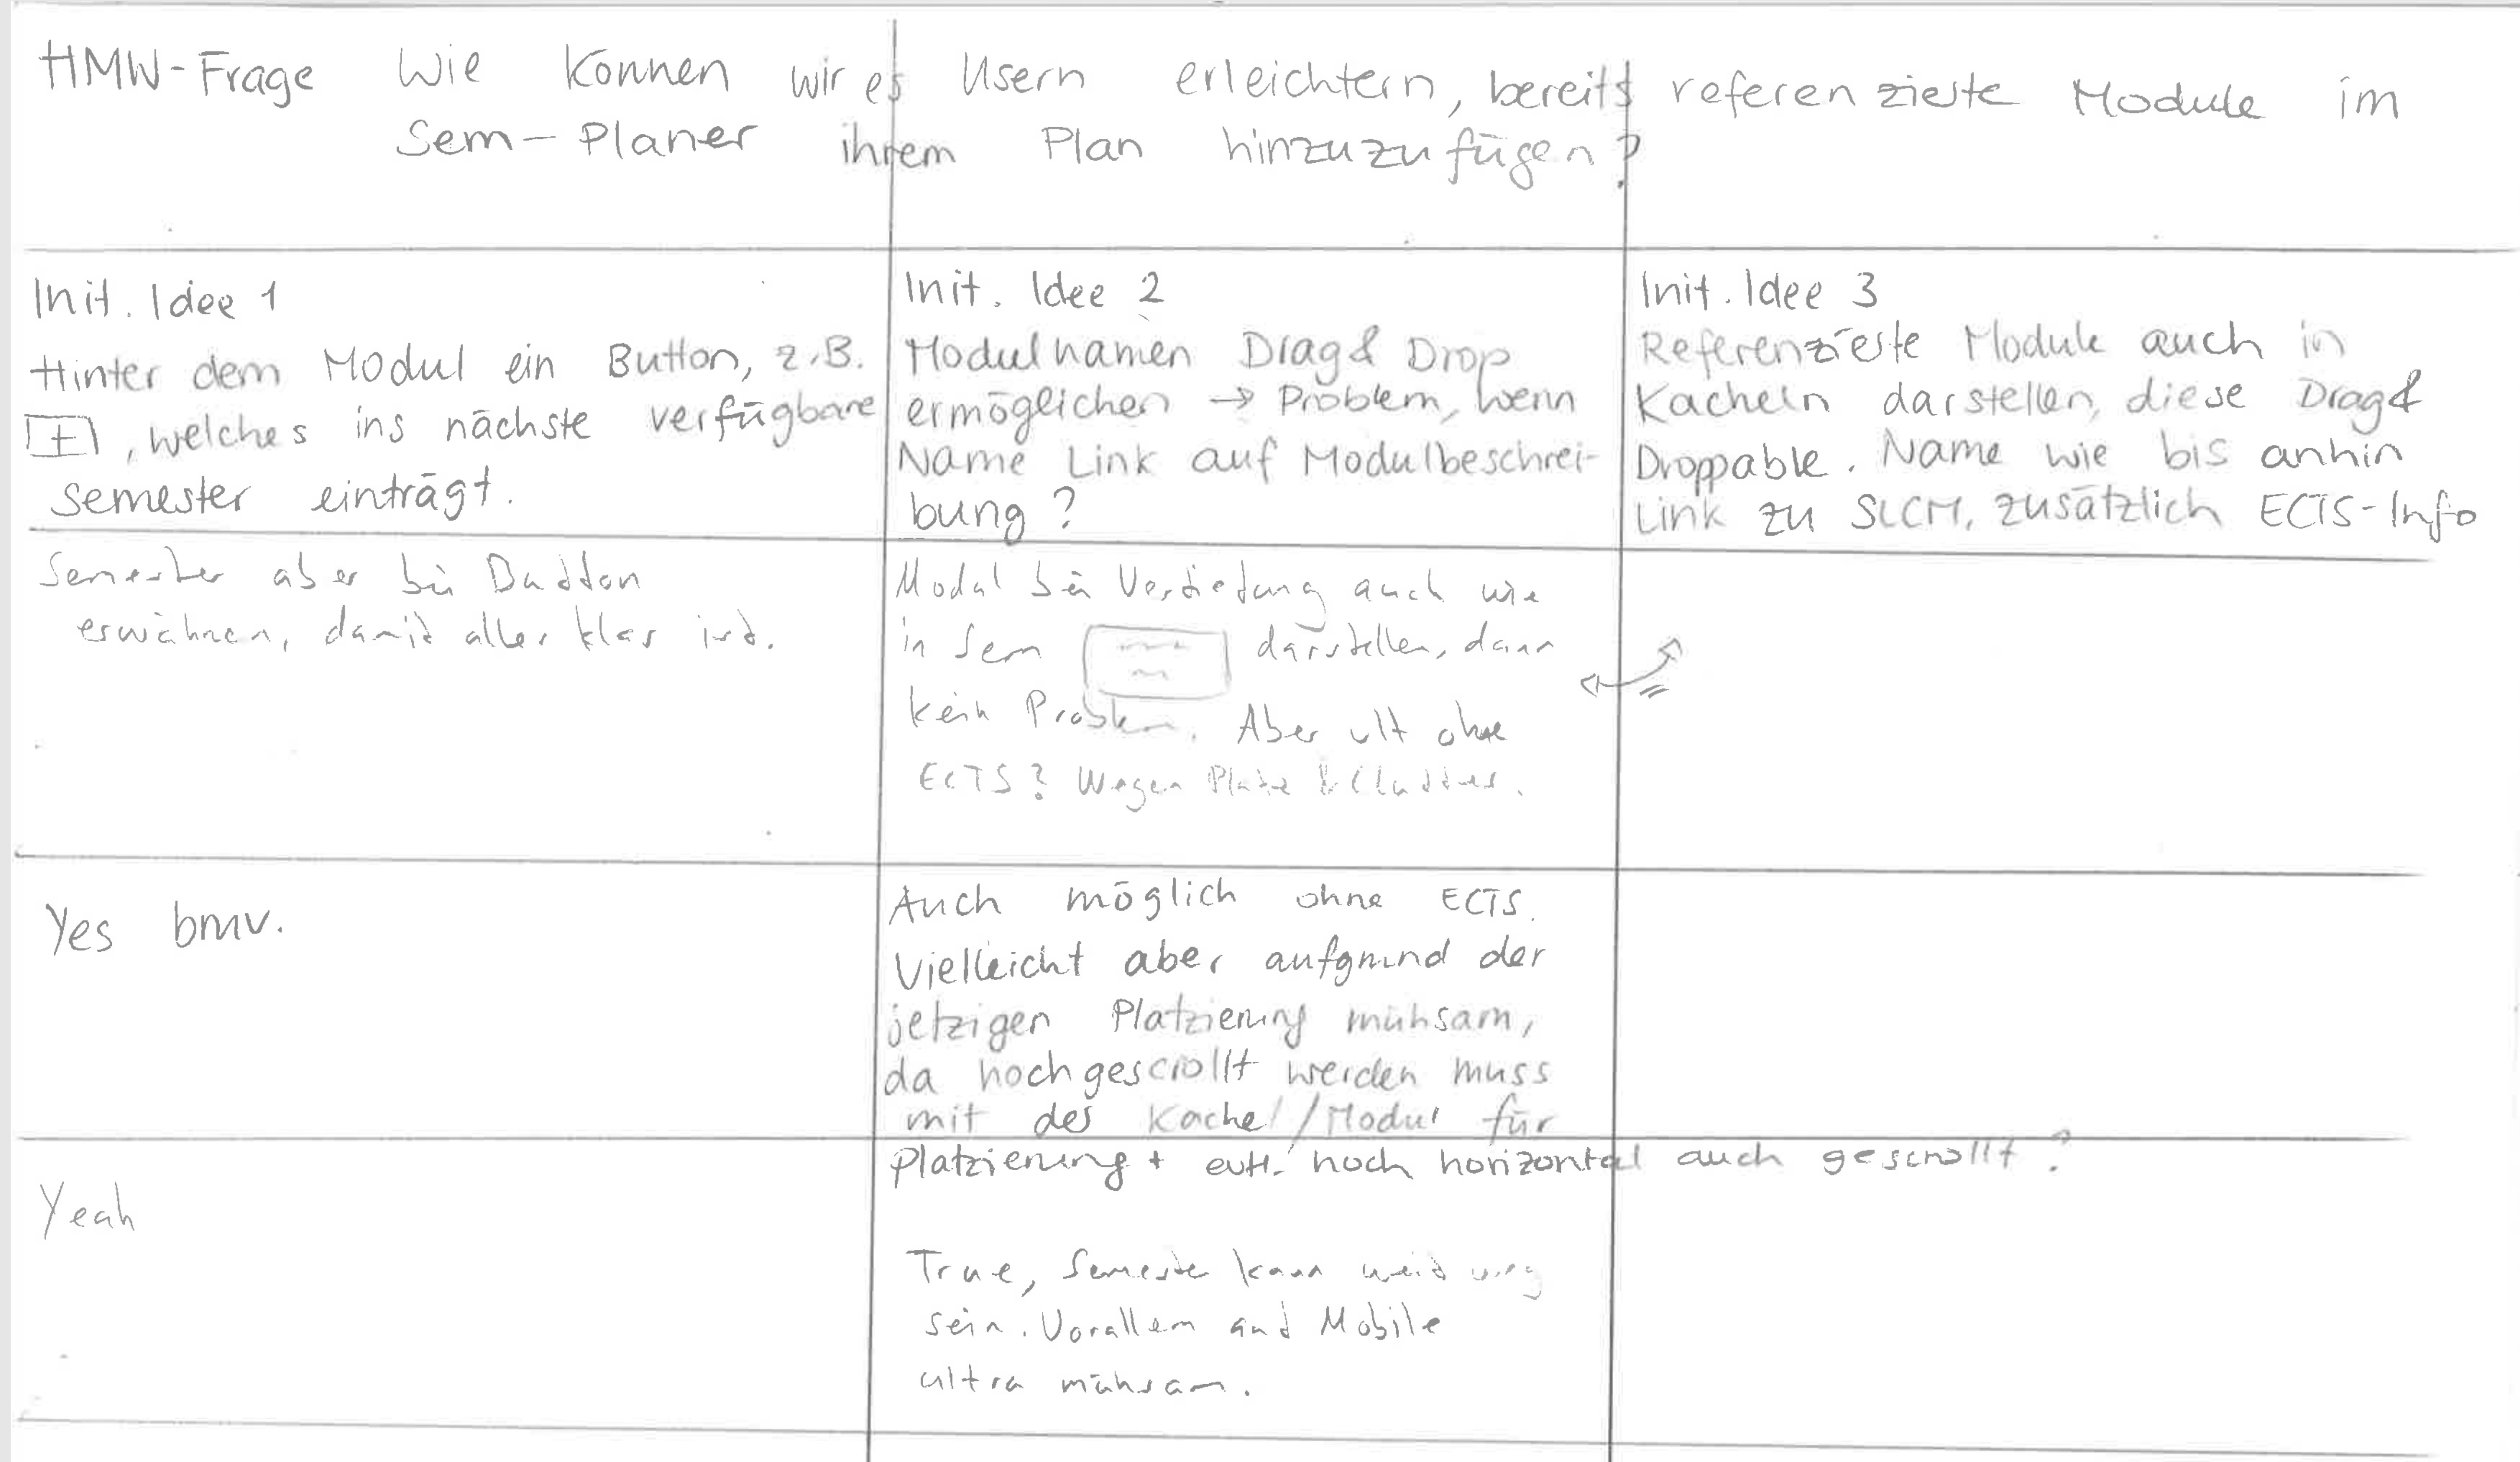 HMW-Frage Wie können wir es Usern erleichtern, bereits referenzierte Module im
Sem-Planer ihrem Plan hinzuzufügen?
Init. Idee 1
Hinter dem Modul ein Button, z.B.
[+], welches ins nächste verfügbare
semester einträgt.
Init. Idee 2
Modulnamen Drag& Drop
ermöglichen → Problem, wenn
Name Link auf Modulbeschrei-
bung?
Init. Idee 3
Referenzierte Module auch in
Kacheln darstellen, diese Drag&
Droppable. Name wie bis anhin
Link zu SLCM, zusätzlich ECTS-Info
Semester aber bei Button
erwähnen, damit alles klar ist.
Modul bei Vertiefung auch wie
in Sem darstellen, dann
kein Problem. Aber vlt ohne
ECTS? Wegen Platz & Clutter.
Yes bmv.
Auch möglich ohne ECTS.
Vielleicht aber aufgrund der
jetzigen Platzierung mühsam,
da hochgescrollt werden muss
mit der Kachel/Modul für
Platzierung + evtl. noch horizontal auch gescrollt?
Yeah
True, Semester kann weit weg
sein. Vorallem auf Mobile
ultra mühsam.